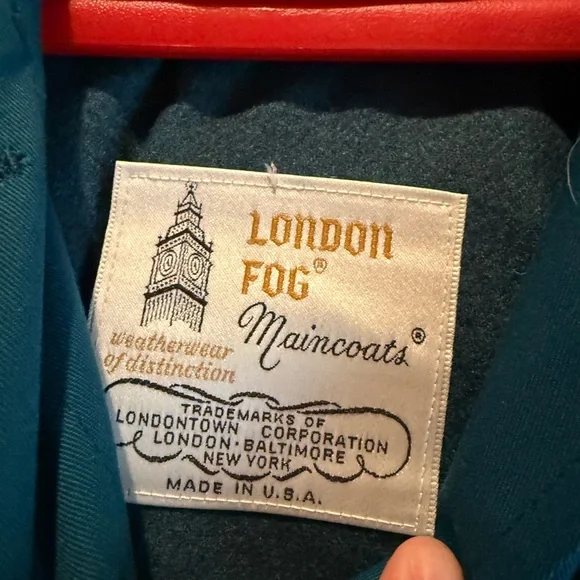 LONDON
FOG®
Maincoats®
weatherwear
of distinction
TRADEMARKS OF
LONDONTOWN CORPORATION
LONDON · BALTIMORE
NEW YORK
MADE IN U.S.A.